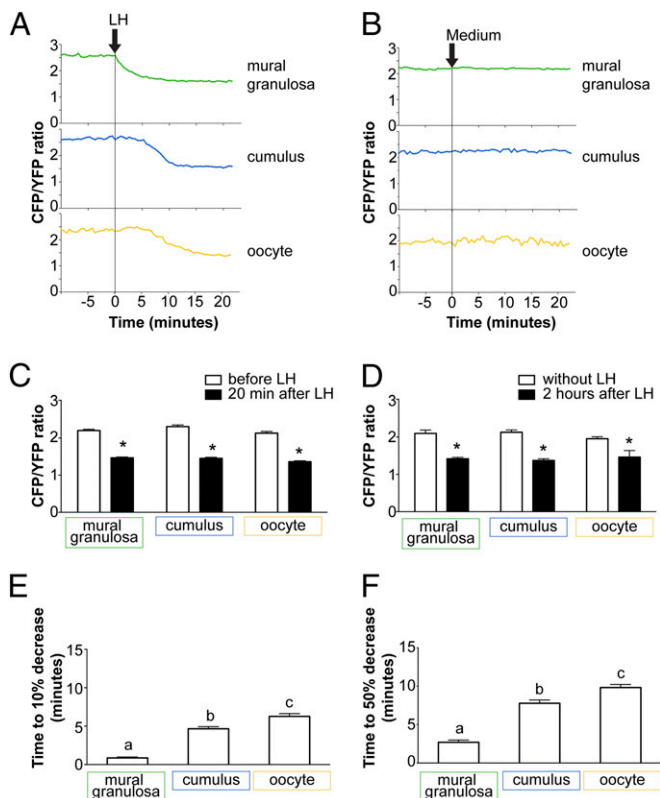 A
LH
CFP/YFP ratio
3
2
1
0
mural
granulosa
3
2
1
0
cumulus
3
2
1
0
oocyte
-5 0 5 10 15 20
Time (minutes)
B
Medium
CFP/YFP ratio
3
2
1
0
mural
granulosa
3
2
1
0
cumulus
3
2
1
0
oocyte
-5 0 5 10 15 20
Time (minutes)
C
before LH
20 min after LH
CFP/YFP ratio
3
2
1
0
* * *
mural
granulosa
cumulus
oocyte
D
without LH
2 hours after LH
CFP/YFP ratio
3
2
1
0
* * *
mural
granulosa
cumulus
oocyte
E
Time to 10% decrease
(minutes)
15
10
5
0
a b c
mural
granulosa
cumulus
oocyte
F
Time to 50% decrease
(minutes)
15
10
5
0
a b c
mural
granulosa
cumulus
oocyte